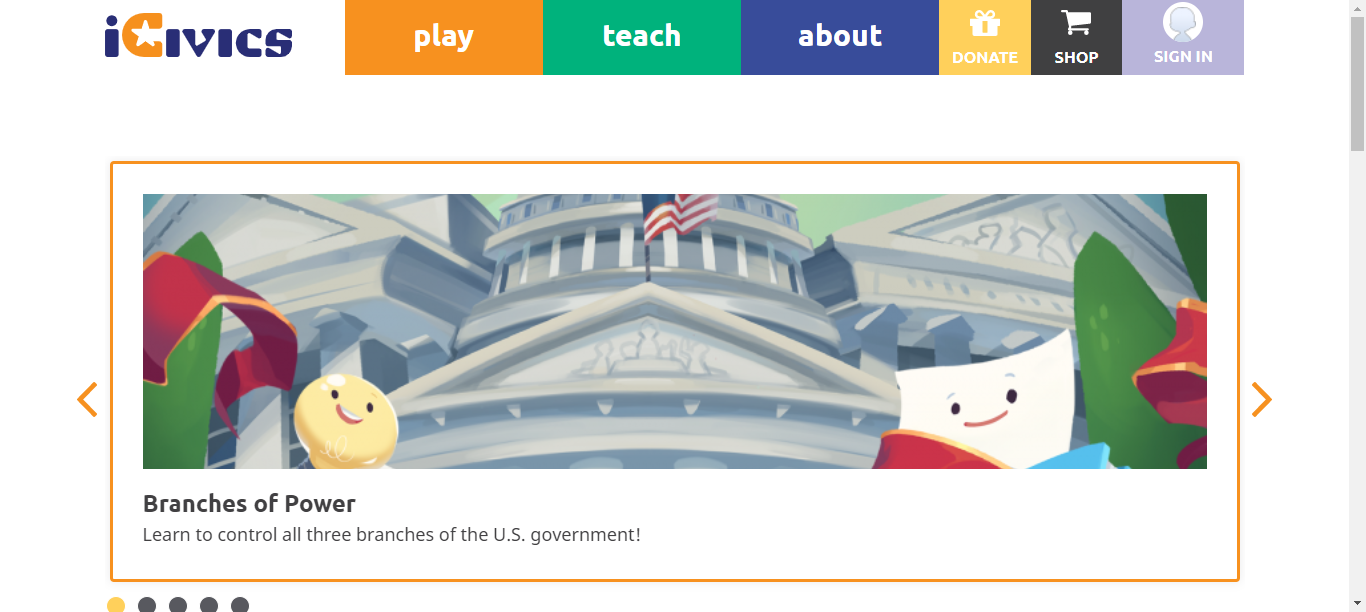 iCivics
play
teach
about
DONATE
SHOP
SIGN IN
Branches of Power
Learn to control all three branches of the U.S. government!